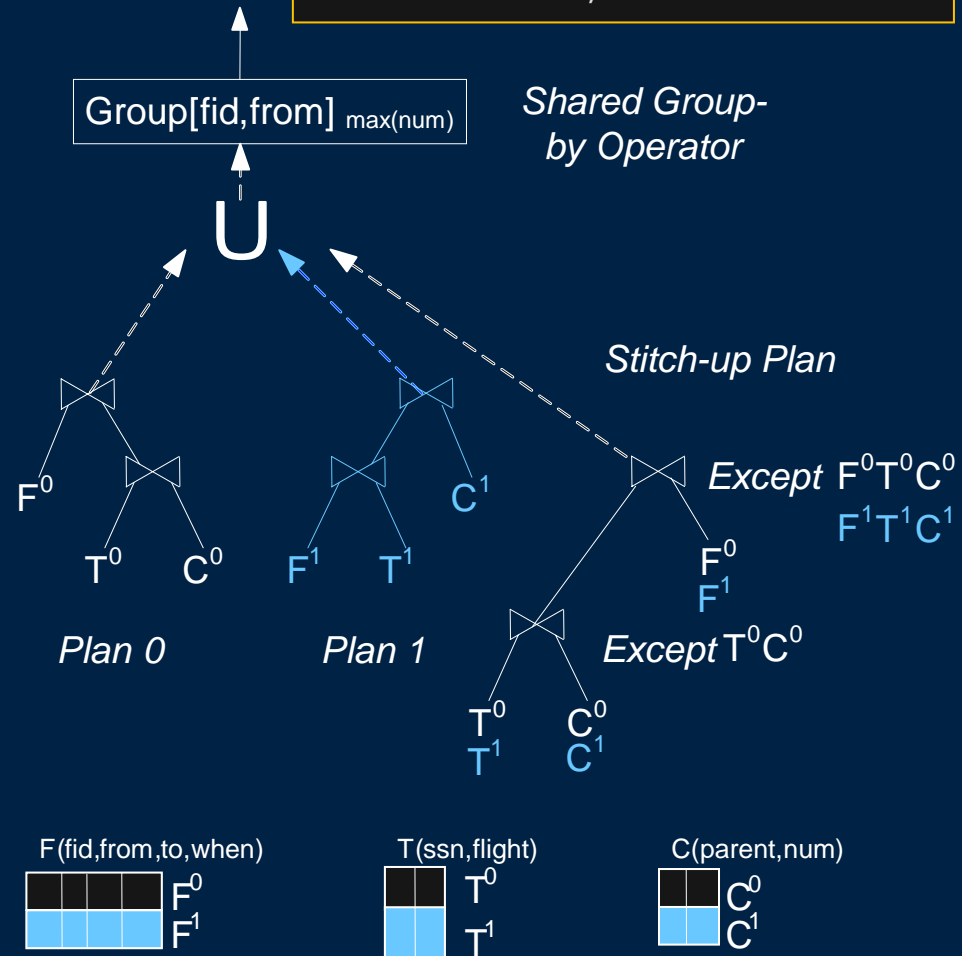 Group[fid,from] max(num)
Shared Group-
by Operator
U
Stitch-up Plan
Except F⁰T⁰C⁰
F¹T¹C¹
F⁰
C¹
T⁰ C⁰
F¹ T¹
F⁰
F¹
Plan 0
Plan 1
Except T⁰C⁰
T⁰ C⁰
T¹ C¹
F(fid,from,to,when)
T(ssn,flight)
C(parent,num)
F⁰
T⁰
C⁰
F¹
T¹
C¹